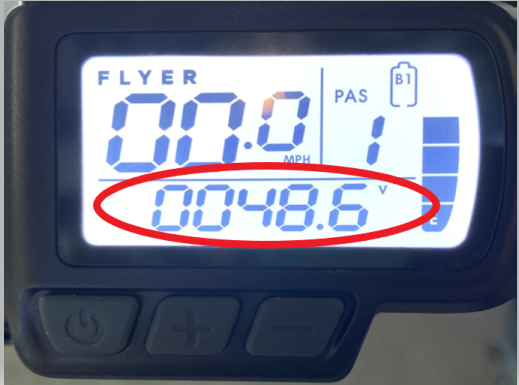 FLYER
00.0 MPH
PAS 1
B1
0048.6 V
E